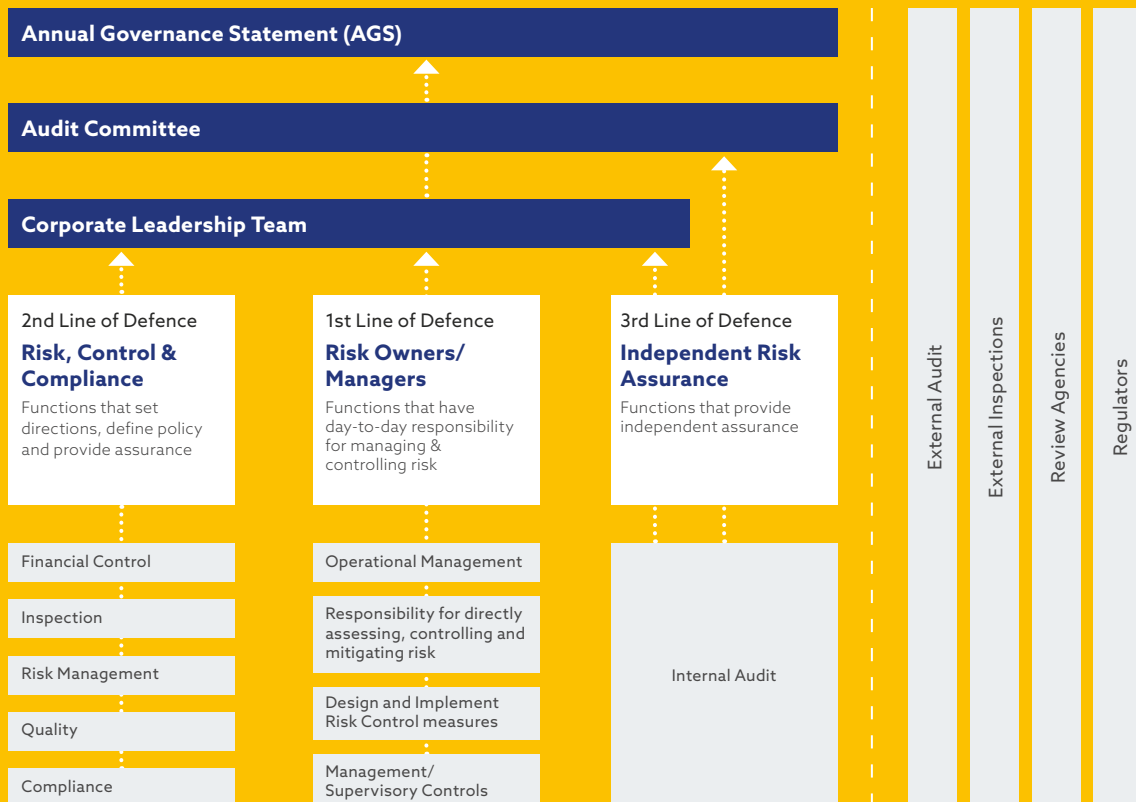 Annual Governance Statement (AGS)
Audit Committee
Corporate Leadership Team
2nd Line of Defence
Risk, Control &
Compliance
Functions that set
directions, define policy
and provide assurance
Financial Control
Inspection
Risk Management
Quality
Compliance
1st Line of Defence
Risk Owners/
Managers
Functions that have
day-to-day responsibility
for managing &
controlling risk
Operational Management
Responsibility for directly
assessing, controlling and
mitigating risk
Design and Implement
Risk Control measures
Management/
Supervisory Controls
3rd Line of Defence
Independent Risk
Assurance
Functions that provide
independent assurance
Internal Audit
External Audit
External Inspections
Review Agencies
Regulators